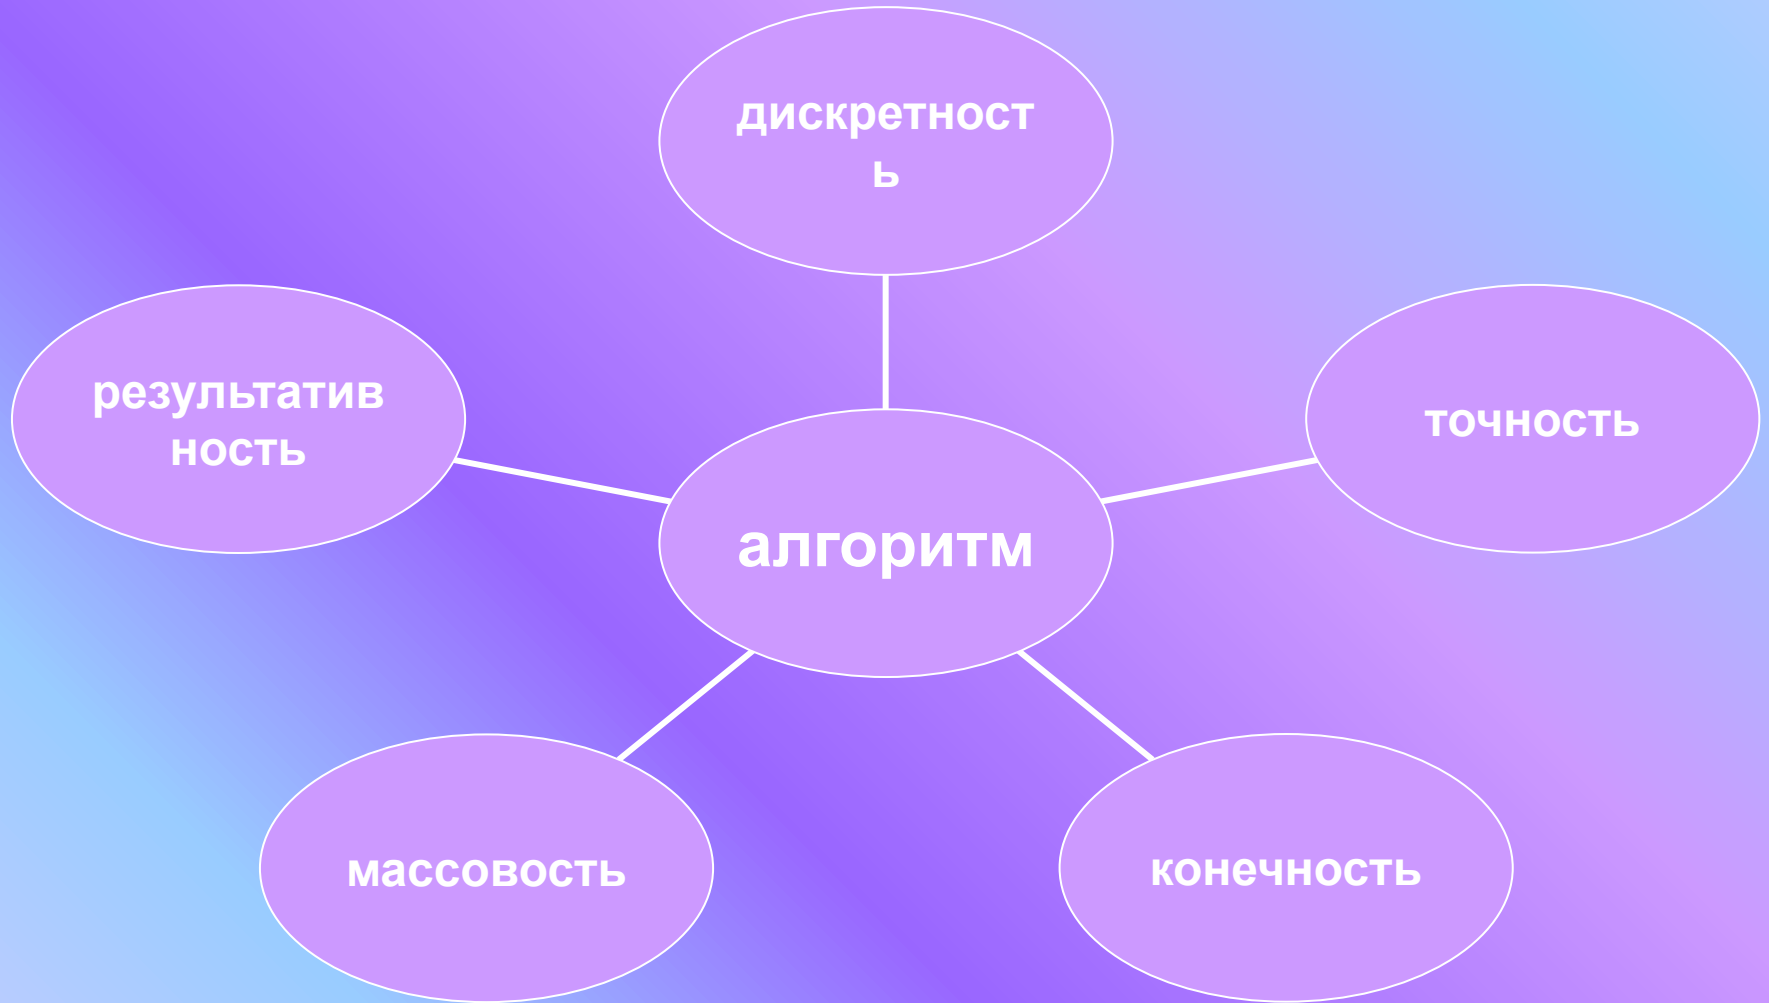 дискретност
ь
результатив
ность
точность
алгоритм
массовость
конечность